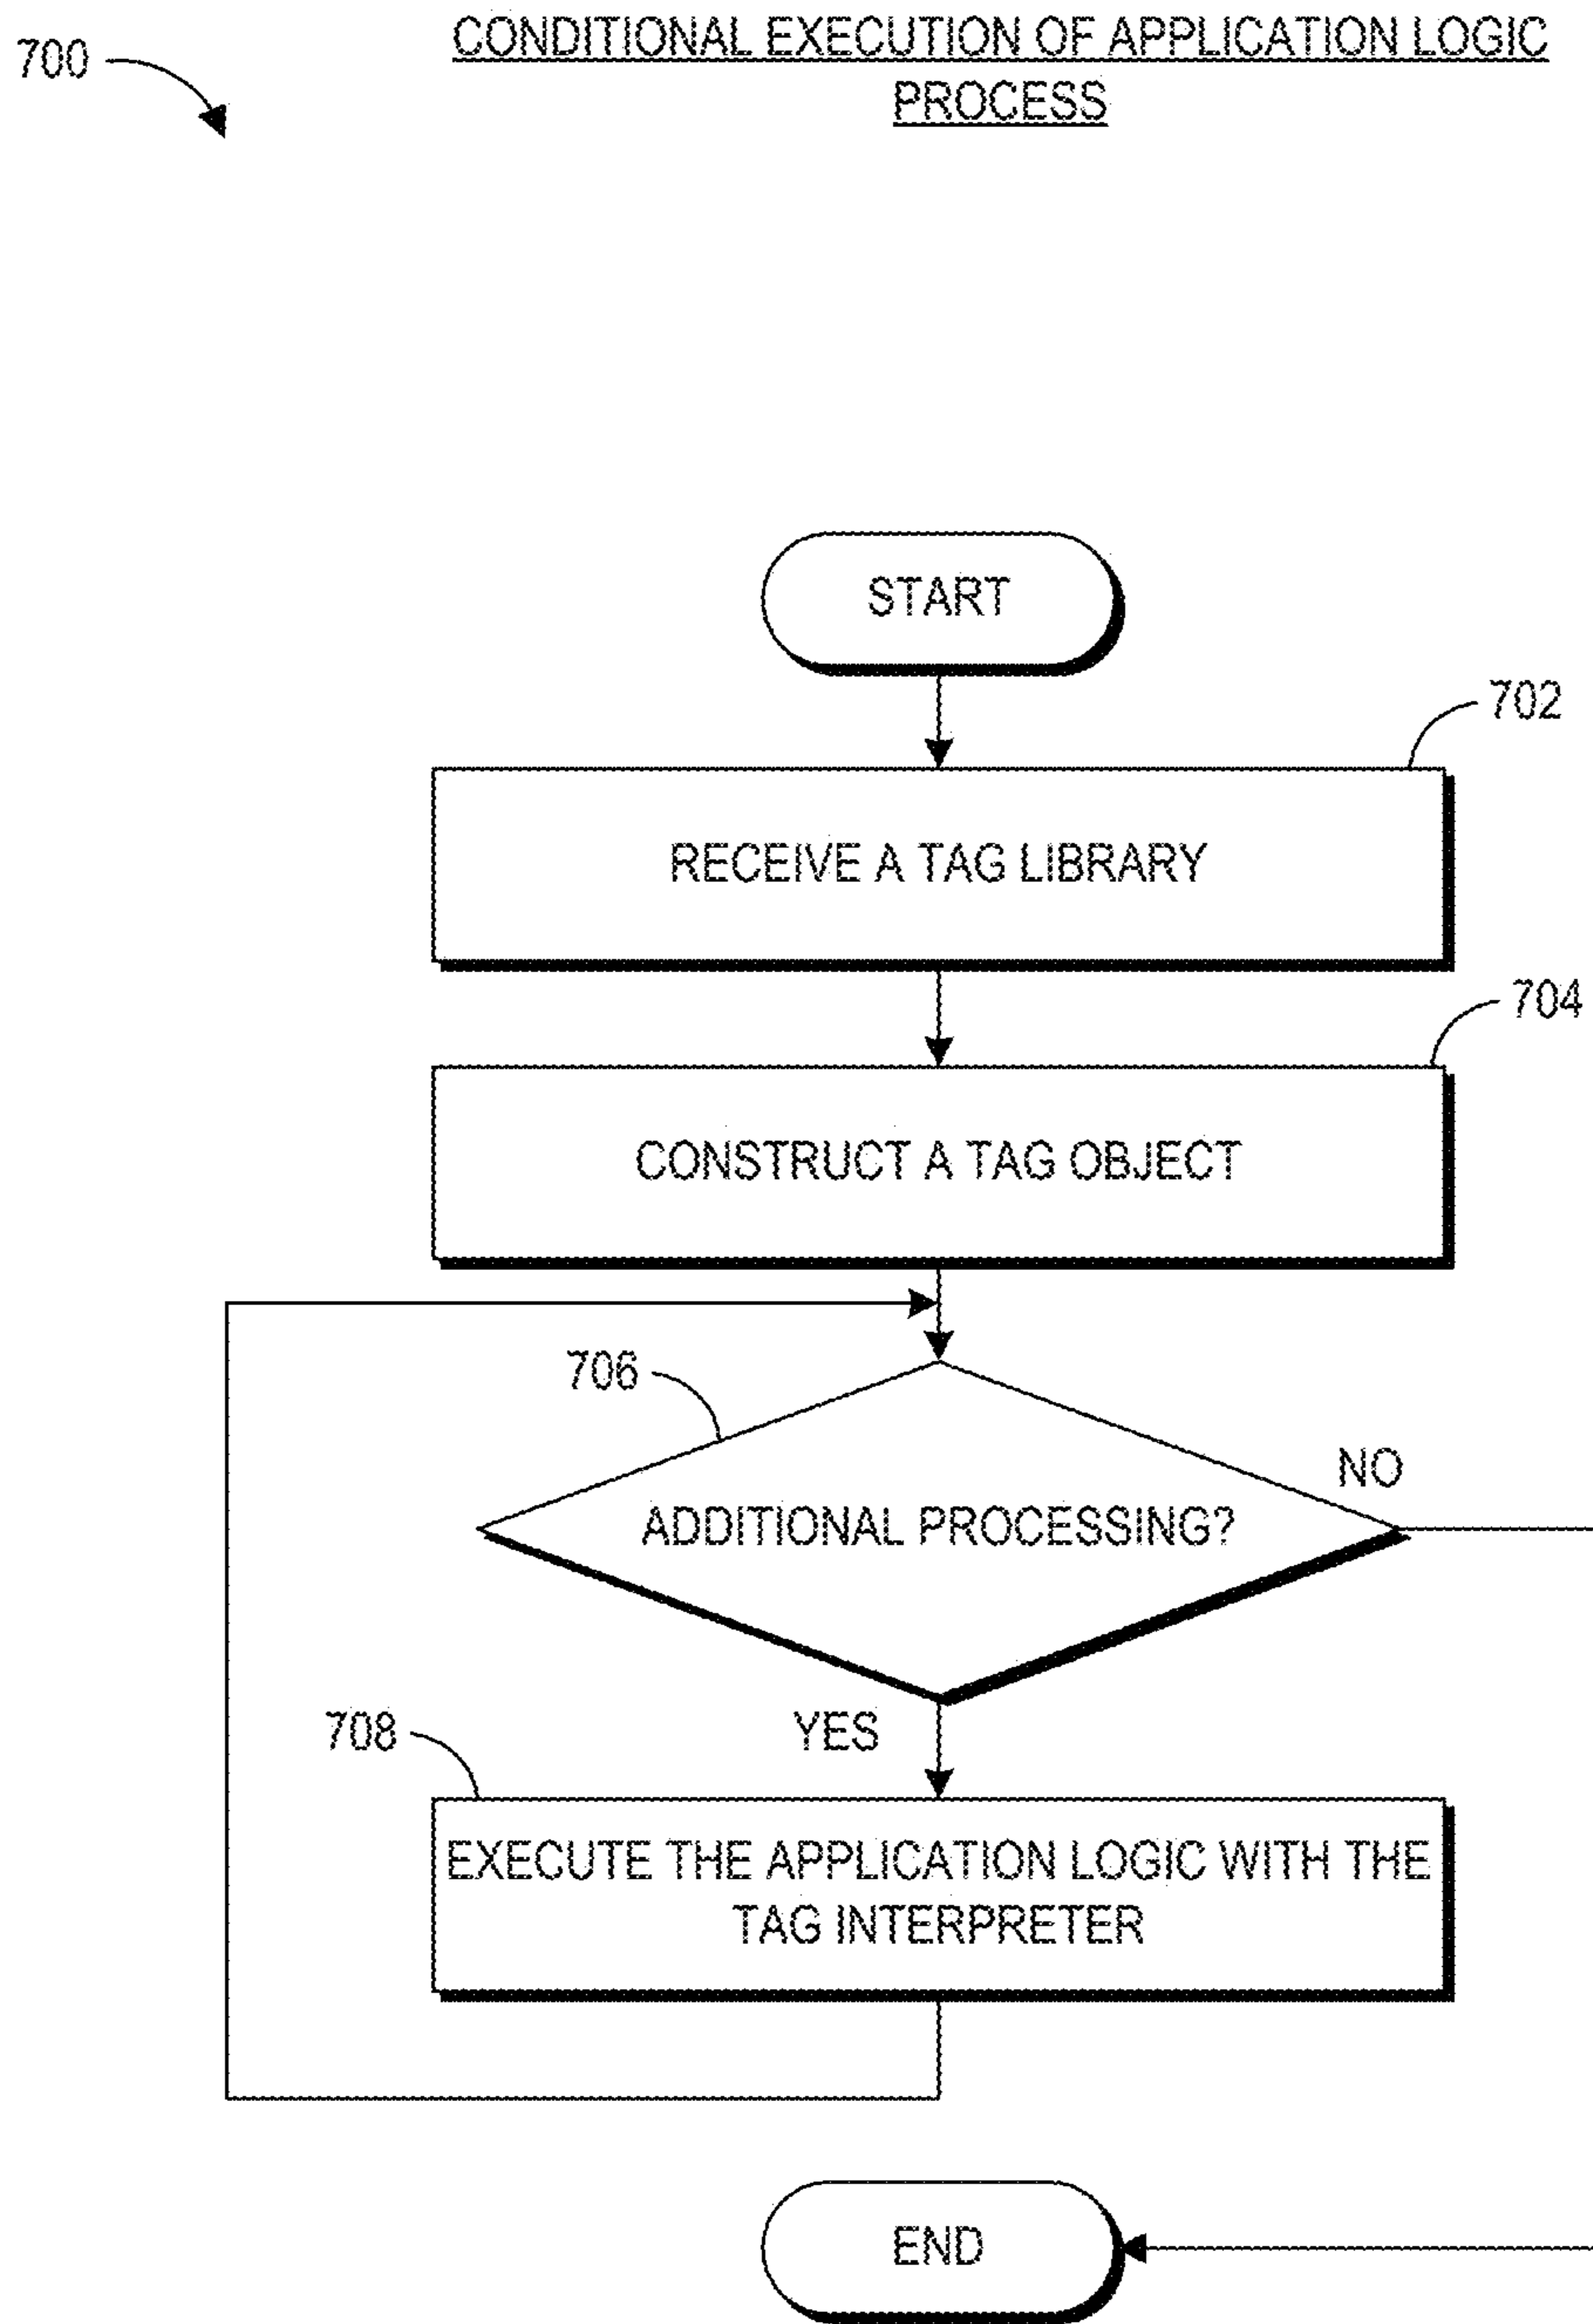 700
CONDITIONAL EXECUTION OF APPLICATION LOGIC
PROCESS
START
702
RECEIVE A TAG LIBRARY
704
CONSTRUCT A TAG OBJECT
706
ADDITIONAL PROCESSING?
NO
YES
708
EXECUTE THE APPLICATION LOGIC WITH THE
TAG INTERPRETER
END